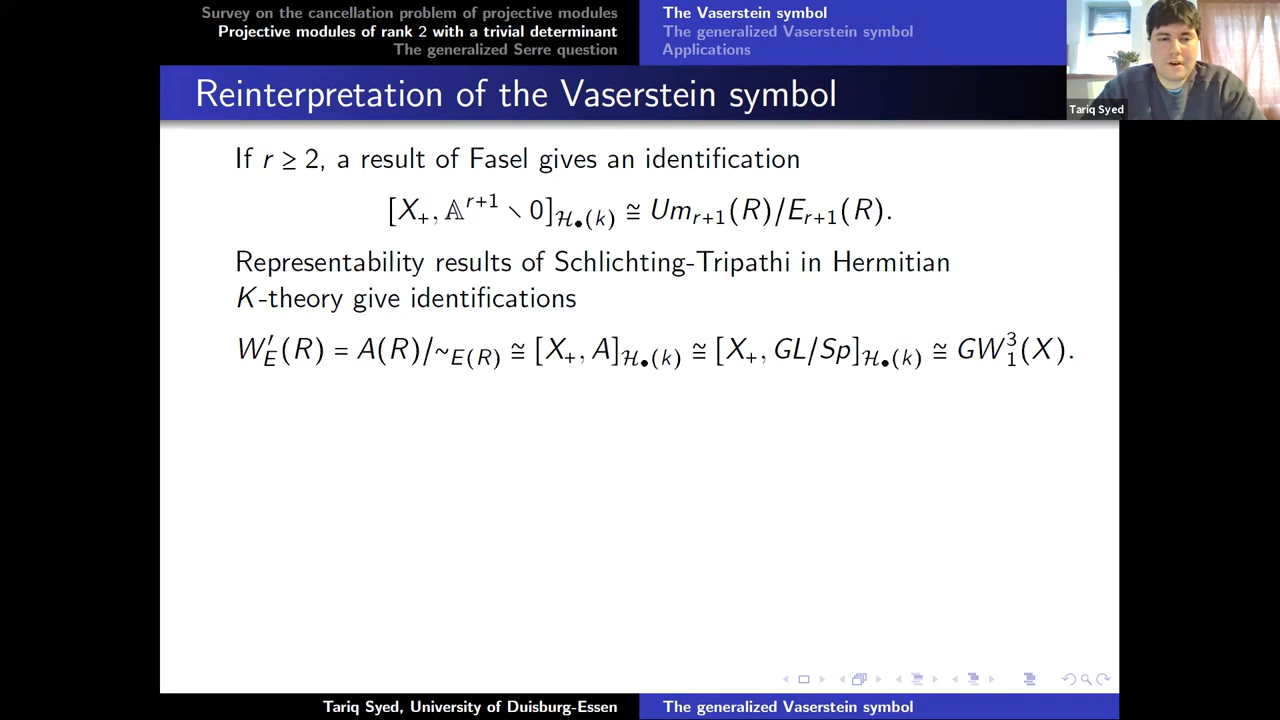 Survey on the cancellation problem of projective modules
Projective modules of rank 2 with a trivial determinant
The generalized Serre question
The Vaserstein symbol
The generalized Vaserstein symbol
Applications
Tariq Syed
Reinterpretation of the Vaserstein symbol
If r ≥ 2, a result of Fasel gives an identification
[X₊, 𝔸^{r+1} ∖ 0]_{ℋ•(k)} ≅ Um_{r+1}(R)/E_{r+1}(R).
Representability results of Schlichting-Tripathi in Hermitian
K-theory give identifications
W′_E(R) = A(R)/∼_{E(R)} ≅ [X₊, A]_{ℋ•(k)} ≅ [X₊, GL/Sp]_{ℋ•(k)} ≅ GW³₁(X).
Tariq Syed, University of Duisburg-Essen
The generalized Vaserstein symbol